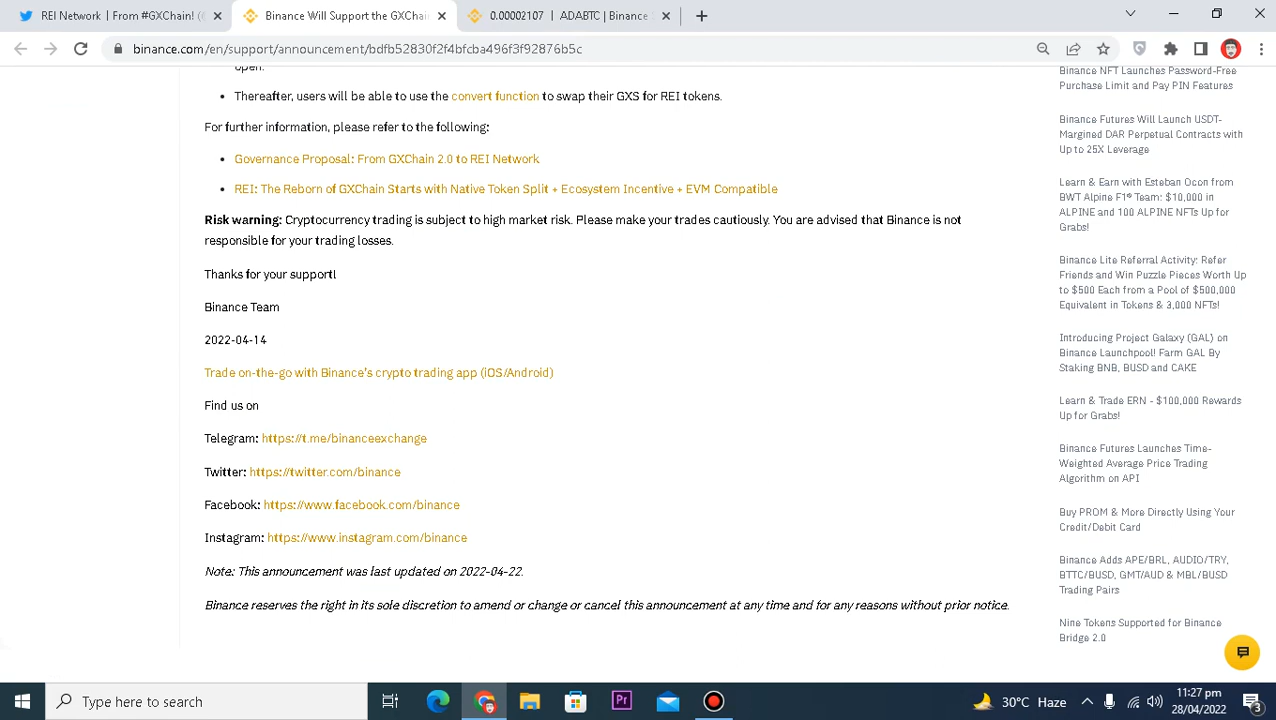 REI Network | From #GXChain! (
Binance Will Support the GXChai
0.00002107 | ADABTC | Binance
binance.com/en/support/announcement/bdfb52830f2f4bfcba496f3f92876b5c
open.
• Thereafter, users will be able to use the convert function to swap their GXS for REI tokens.
For further information, please refer to the following:
• Governance Proposal: From GXChain 2.0 to REI Network
• REI: The Reborn of GXChain Starts with Native Token Split + Ecosystem Incentive + EVM Compatible
Risk warning: Cryptocurrency trading is subject to high market risk. Please make your trades cautiously. You are advised that Binance is not
responsible for your trading losses.
Thanks for your support!
Binance Team
2022-04-14
Trade on-the-go with Binance's crypto trading app (iOS/Android)
Find us on
Telegram: https://t.me/binanceexchange
Twitter: https://twitter.com/binance
Facebook: https://www.facebook.com/binance
Instagram: https://www.instagram.com/binance
Note: This announcement was last updated on 2022-04-22.
Binance reserves the right in its sole discretion to amend or change or cancel this announcement at any time and for any reasons without prior notice.
Binance NFT Launches Password-Free
Purchase Limit and Pay PIN Features
Binance Futures Will Launch USDT-
Margined DAR Perpetual Contracts with
Up to 25X Leverage
Learn & Earn with Esteban Ocon from
BWT Alpine F1® Team: $10,000 in
ALPINE and 100 ALPINE NFTs Up for
Grabs!
Binance Lite Referral Activity: Refer
Friends and Win Puzzle Pieces Worth Up
to $500 Each from a Pool of $500,000
Equivalent in Tokens & 3,000 NFTs!
Introducing Project Galaxy (GAL) on
Binance Launchpool! Farm GAL By
Staking BNB, BUSD and CAKE
Learn & Trade ERN - $100,000 Rewards
Up for Grabs!
Binance Futures Launches Time-
Weighted Average Price Trading
Algorithm on API
Buy PROM & More Directly Using Your
Credit/Debit Card
Binance Adds APE/BRL, AUDIO/TRY,
BTTC/BUSD, GMT/AUD & MBL/BUSD
Trading Pairs
Nine Tokens Supported for Binance
Bridge 2.0
Type here to search
Pr
30°C Haze
11:27 pm
28/04/2022
3